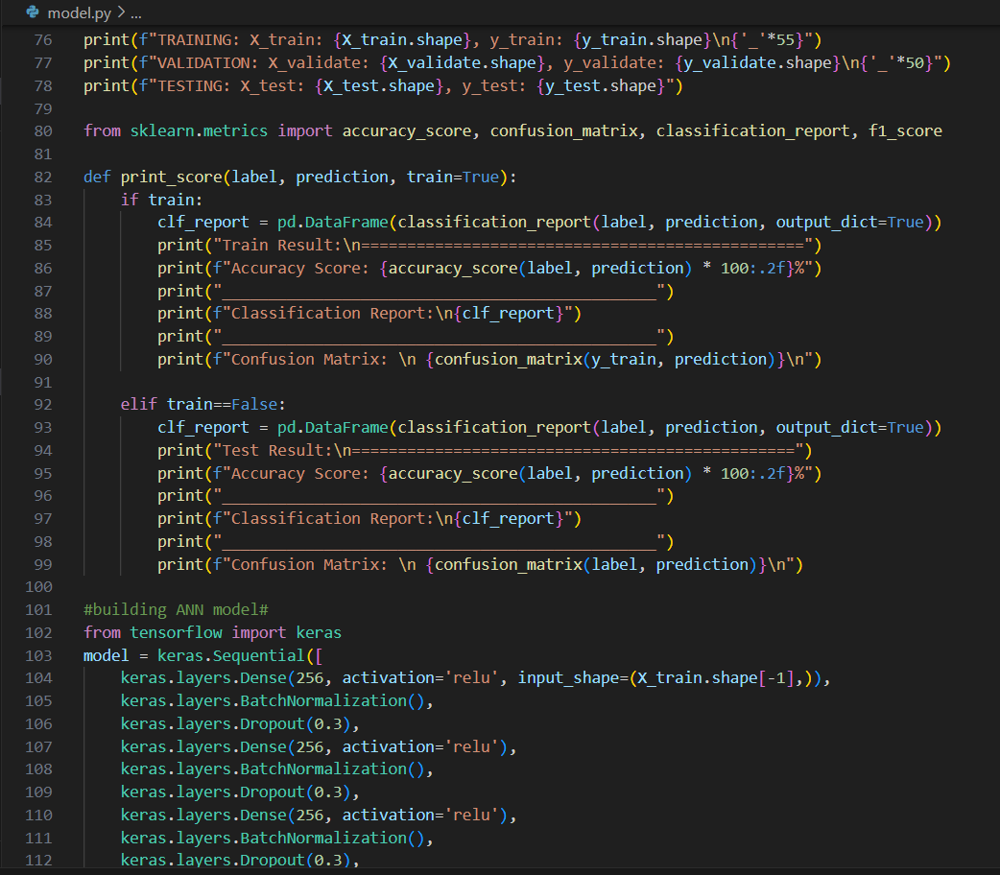 model.py > ...
76 print(f"TRAINING: X_train: {X_train.shape}, y_train: {y_train.shape}\n{'_'*55}")
77 print(f"VALIDATION: X_validate: {X_validate.shape}, y_validate: {y_validate.shape}\n{'_'*50}")
78 print(f"TESTING: X_test: {X_test.shape}, y_test: {y_test.shape}")
79
80 from sklearn.metrics import accuracy_score, confusion_matrix, classification_report, f1_score
81
82 def print_score(label, prediction, train=True):
83     if train:
84         clf_report = pd.DataFrame(classification_report(label, prediction, output_dict=True))
85         print("Train Result:\n================================================")
86         print(f"Accuracy Score: {accuracy_score(label, prediction) * 100:.2f}%")
87         print("_______________________________________________")
88         print(f"Classification Report:\n{clf_report}")
89         print("_______________________________________________")
90         print(f"Confusion Matrix: \n {confusion_matrix(y_train, prediction)}\n")
91
92     elif train==False:
93         clf_report = pd.DataFrame(classification_report(label, prediction, output_dict=True))
94         print("Test Result:\n================================================")
95         print(f"Accuracy Score: {accuracy_score(label, prediction) * 100:.2f}%")
96         print("_______________________________________________")
97         print(f"Classification Report:\n{clf_report}")
98         print("_______________________________________________")
99         print(f"Confusion Matrix: \n {confusion_matrix(label, prediction)}\n")
100
101 #building ANN model#
102 from tensorflow import keras
103 model = keras.Sequential([
104     keras.layers.Dense(256, activation='relu', input_shape=(X_train.shape[-1],)),
105     keras.layers.BatchNormalization(),
106     keras.layers.Dropout(0.3),
107     keras.layers.Dense(256, activation='relu'),
108     keras.layers.BatchNormalization(),
109     keras.layers.Dropout(0.3),
110     keras.layers.Dense(256, activation='relu'),
111     keras.layers.BatchNormalization(),
112     keras.layers.Dropout(0.3),